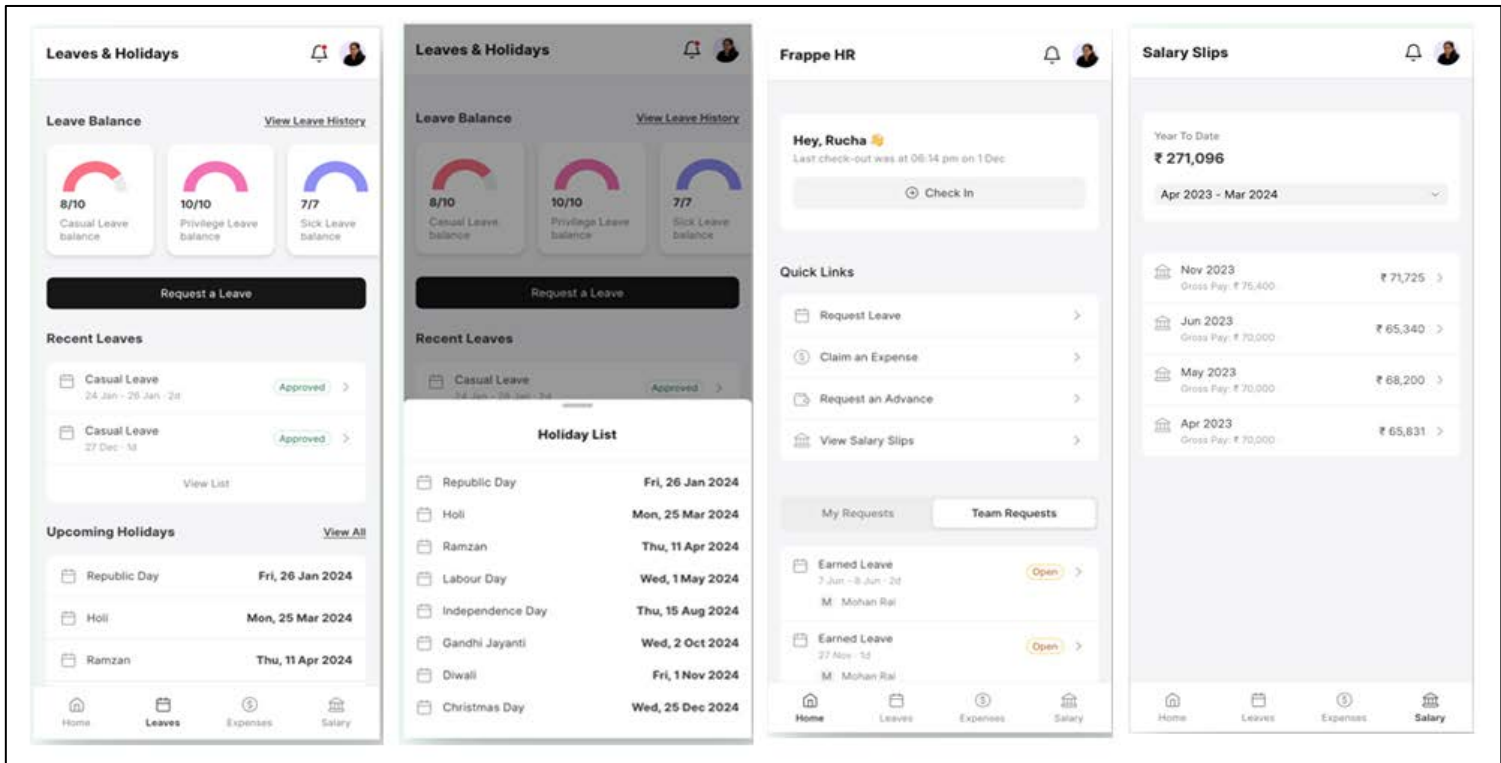 Leaves & Holidays
Leave Balance
View Leave History
8/10
Casual Leave
balance
10/10
Privilege Leave
balance
7/7
Sick Leave
balance
Request a Leave
Recent Leaves
Casual Leave
24 Jan - 26 Jan · 2d
Approved
Casual Leave
27 Dec · 1d
Approved
View List
Upcoming Holidays
View All
Republic Day
Fri, 26 Jan 2024
Holi
Mon, 25 Mar 2024
Ramzan
Thu, 11 Apr 2024
Home
Leaves
Expenses
Salary
Leaves & Holidays
Leave Balance
View Leave History
8/10
Casual Leave
balance
10/10
Privilege Leave
balance
7/7
Sick Leave
balance
Request a Leave
Recent Leaves
Casual Leave
24 Jan - 26 Jan · 2d
Approved
Holiday List
Republic Day
Fri, 26 Jan 2024
Holi
Mon, 25 Mar 2024
Ramzan
Thu, 11 Apr 2024
Labour Day
Wed, 1 May 2024
Independence Day
Thu, 15 Aug 2024
Gandhi Jayanti
Wed, 2 Oct 2024
Diwali
Fri, 1 Nov 2024
Christmas Day
Wed, 25 Dec 2024
Frappe HR
Hey, Rucha 👋
Last check-out was at 06:14 pm on 1 Dec
Check In
Quick Links
Request Leave
Claim an Expense
Request an Advance
View Salary Slips
My Requests
Team Requests
Earned Leave
7 Jun - 8 Jun · 2d
Open
M Mohan Rai
Earned Leave
27 Nov · 1d
Open
M Mohan Rai
Home
Leaves
Expenses
Salary
Salary Slips
Year To Date
₹ 271,096
Apr 2023 - Mar 2024
Nov 2023
Gross Pay: ₹ 75,400
₹ 71,725
Jun 2023
Gross Pay: ₹ 70,000
₹ 65,340
May 2023
Gross Pay: ₹ 70,000
₹ 68,200
Apr 2023
Gross Pay: ₹ 70,000
₹ 65,831
Home
Leaves
Expenses
Salary